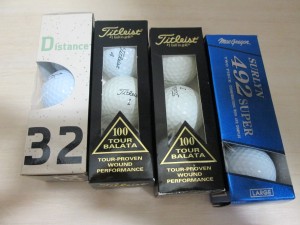 Distance
32
Titleist
100
TOUR
BALATA
TOUR-PROVEN
WOUND
PERFORMANCE
Titleist
100
TOUR
BALATA
TOUR-PROVEN
WOUND
PERFORMANCE
MacGregor
SURLYN
492 SUPER
LARGE